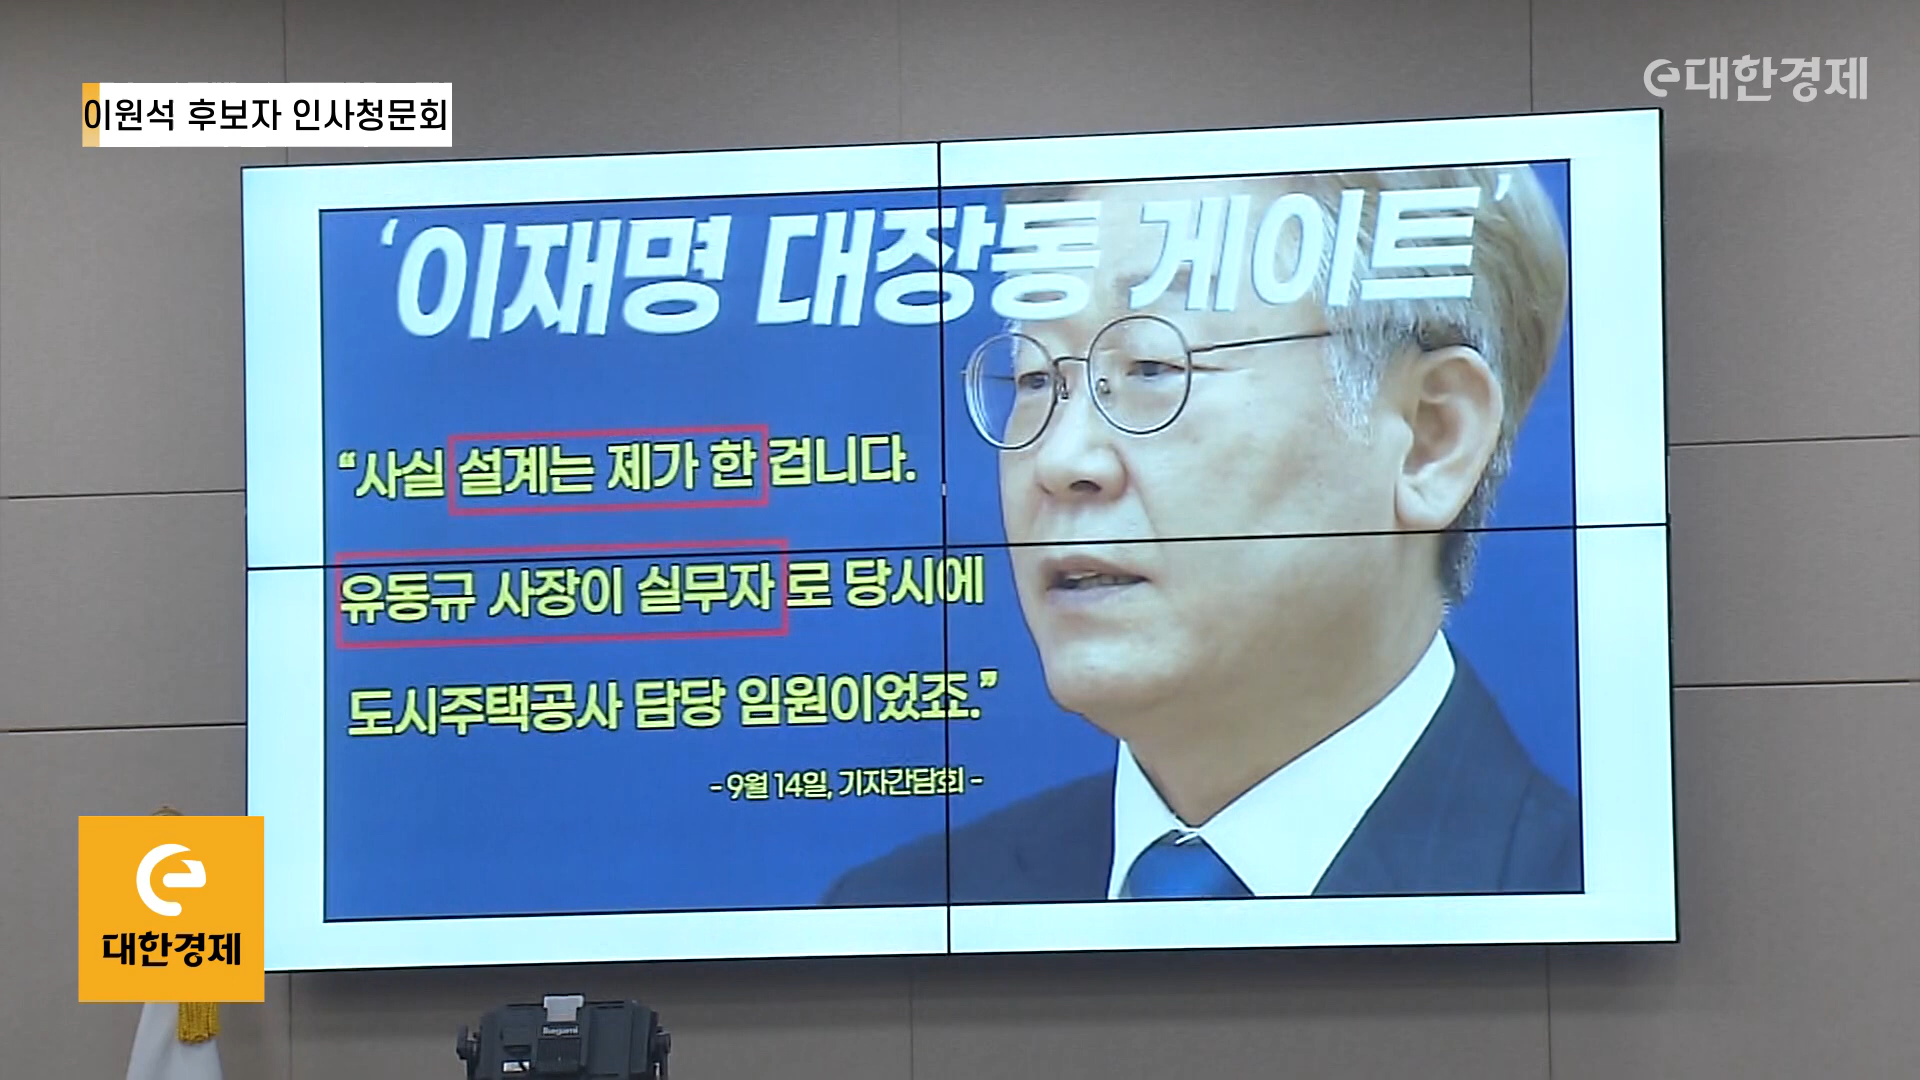 이원석 후보자 인사청문회
e대한경제
‘이재명 대장동 게이트’
“사실 설계는 제가 한 겁니다.
유동규 사장이 실무자 로 당시에
도시주택공사 담당 임원이었죠.”
- 9월 14일, 기자간담회 -
e
대한경제
Ikegami